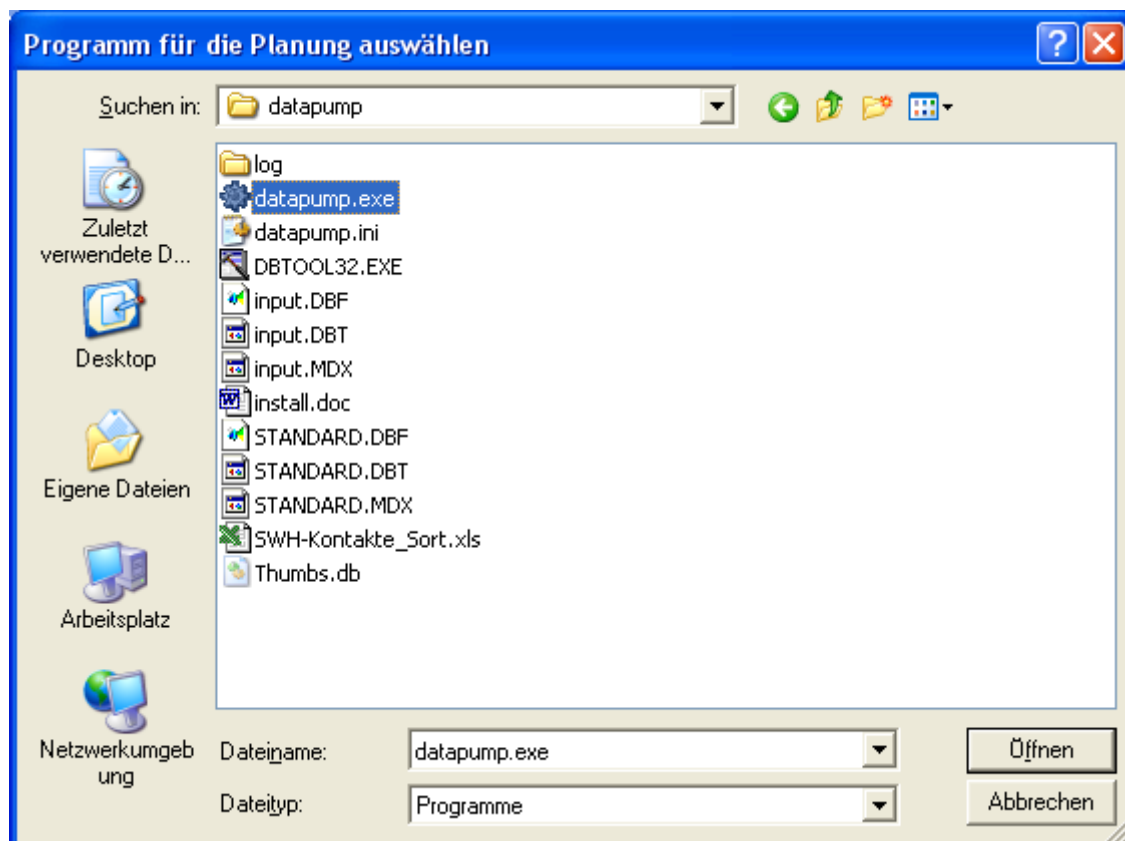 Programm für die Planung auswählen
Suchen in: datapump
Zuletzt
verwendete D...
Desktop
Eigene Dateien
Arbeitsplatz
Netzwerkumgeb
ung
log
datapump.exe
datapump.ini
DBTOOL32.EXE
input.DBF
input.DBT
input.MDX
install.doc
STANDARD.DBF
STANDARD.DBT
STANDARD.MDX
SWH-Kontakte_Sort.xls
Thumbs.db
Dateiname: datapump.exe Öffnen
Dateityp: Programme Abbrechen